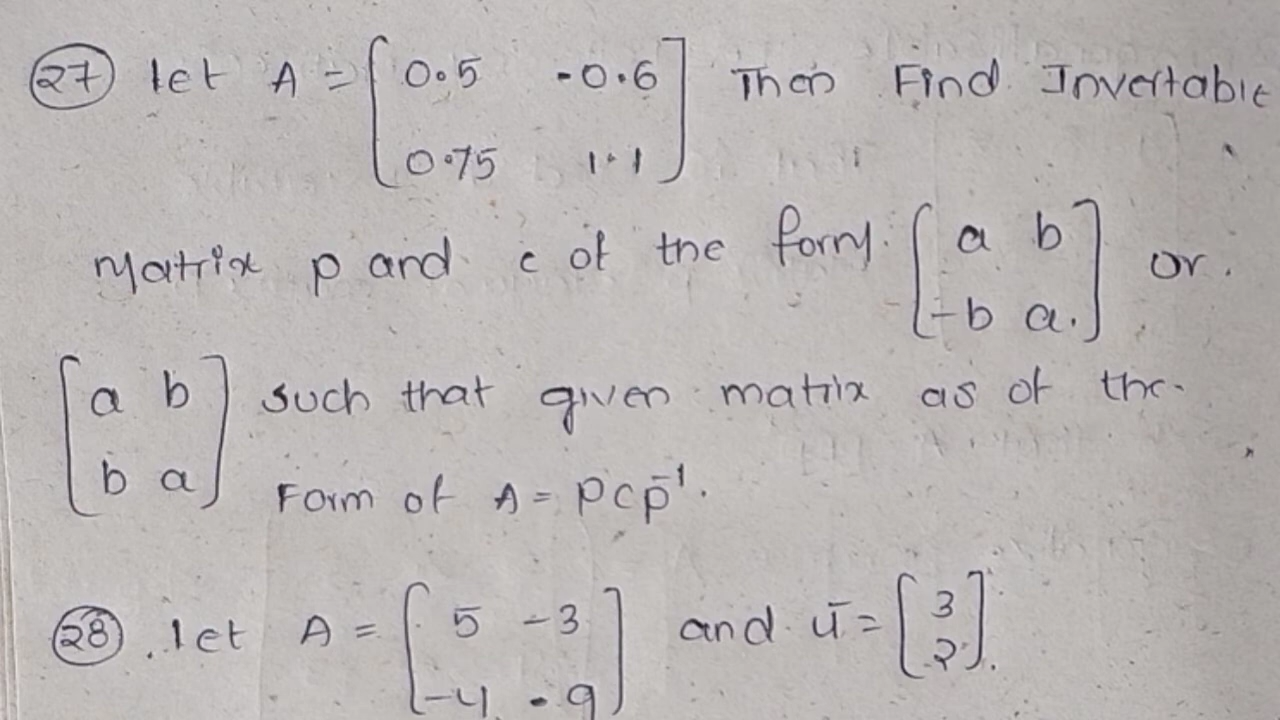 27 let A = [ 0.5 -0.6 ] Then Find Invertable
0.75 1.1
Matrix p and c of the form [ a b ] or.
-b a.
[ a b ] such that given matrix as of the
b a Form of A = PCP⁻¹.
28 . let A = [ 5 -3 ] and ū = [ 3 ].
-4 -9 2